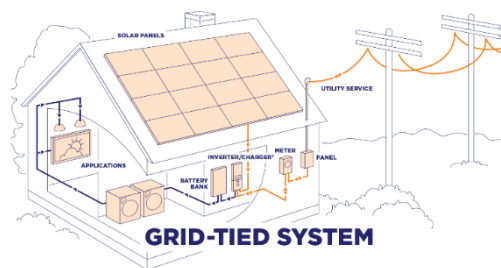 SOLAR PANELS
UTILITY SERVICE
METER
PANEL
INVERTER/CHARGER*
APPLICATIONS
BATTERY
BANK
GRID-TIED SYSTEM